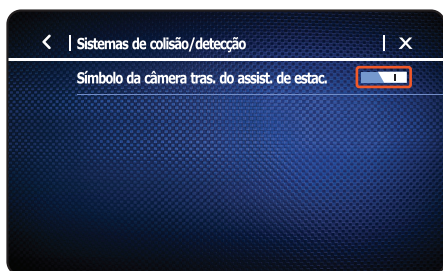 Sistemas de colisão/detecção
Símbolo da câmera tras. do assist. de estac.